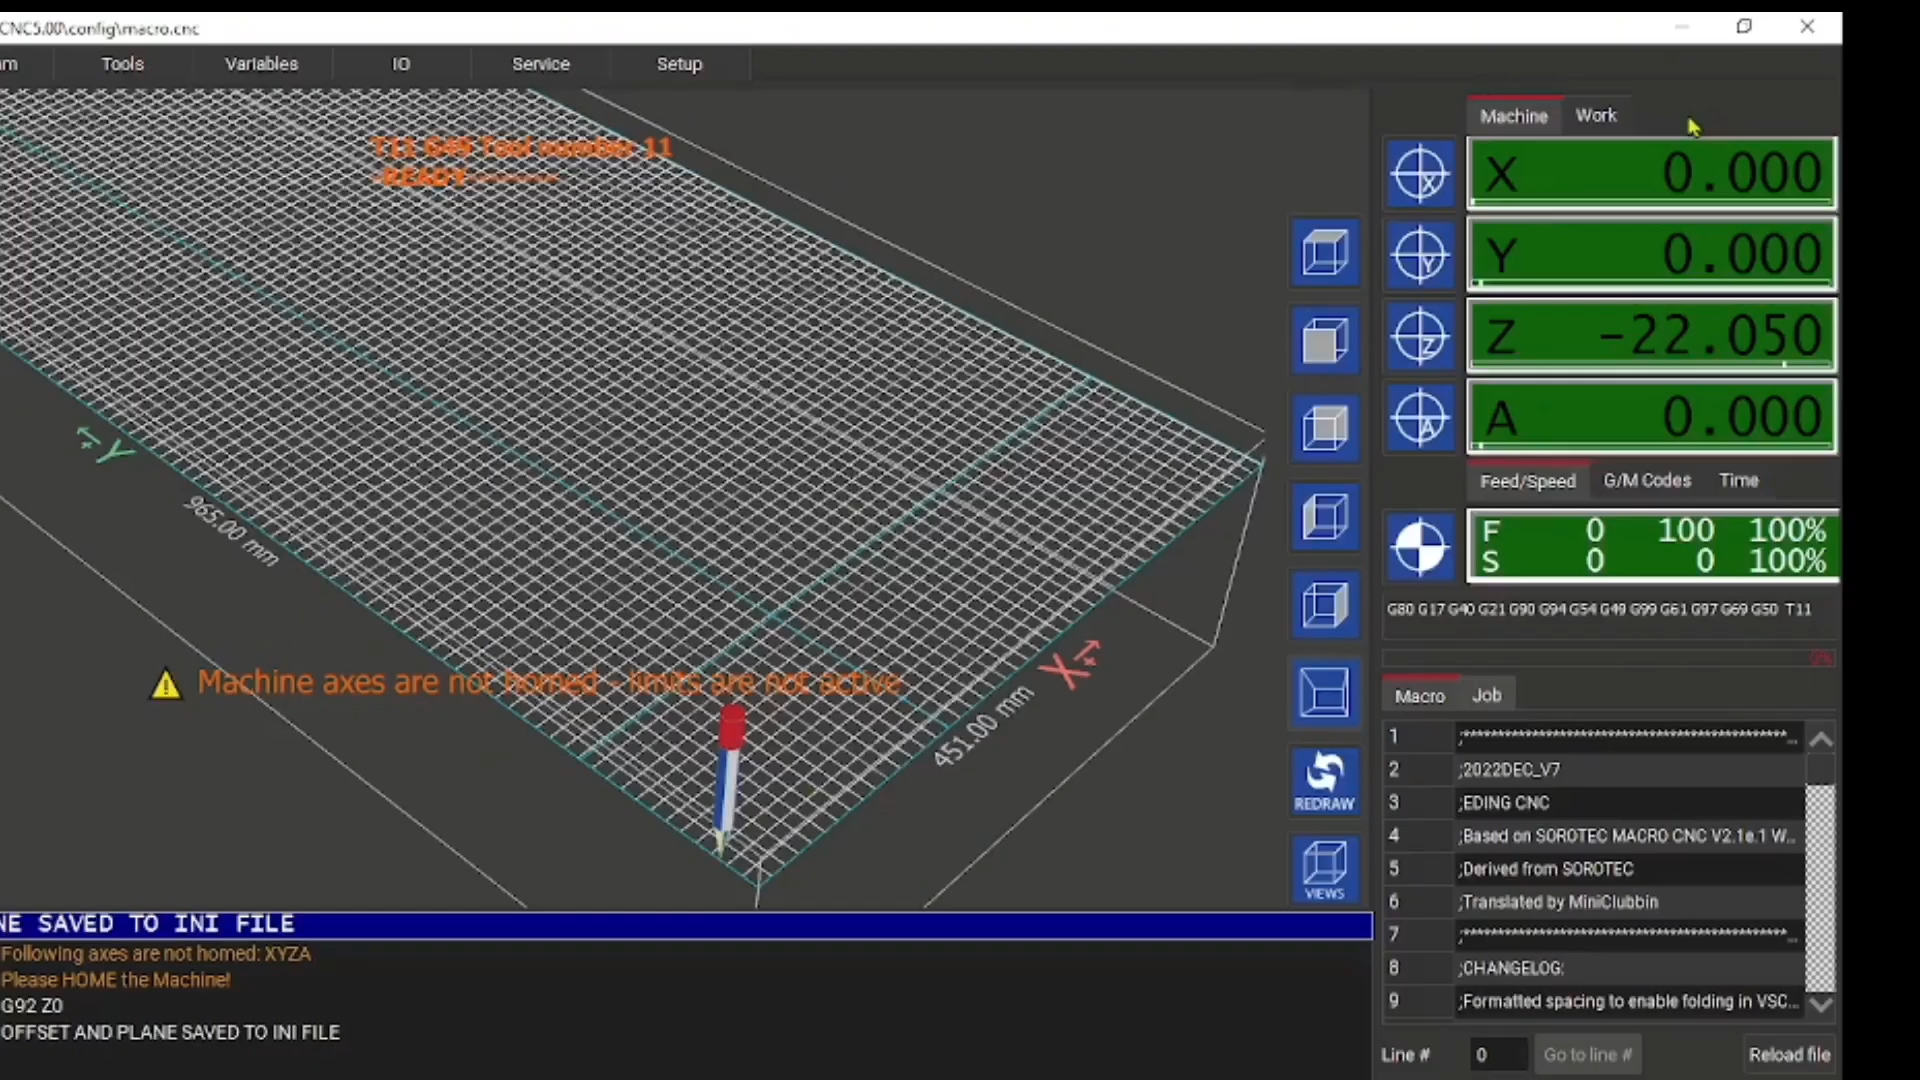 CNC5.00\config\macro.cnc
Tools Variables IO Service Setup
T11 G49 Tool number 11
-READY----------
Y+
965.00 mm
X+
451.00 mm
Machine axes are not homed - limits are not active
REDRAW
VIEWS
Machine Work
X 0.000
Y 0.000
Z -22.050
A 0.000
Feed/Speed G/M Codes Time
F 0 100 100%
S 0 0 100%
G80 G17 G40 G21 G90 G94 G54 G49 G99 G61 G97 G69 G50 T11
Macro Job
1 ;**********************************************...
2 ;2022DEC_V7
3 ;EDING CNC
4 ;Based on SOROTEC MACRO CNC V2.1e.1 W...
5 ;Derived from SOROTEC
6 ;Translated by MiniClubbin
7 ;**********************************************...
8 ;CHANGELOG:
9 ;Formatted spacing to enable folding in VSC...
Line # 0 Go to line # Reload file
NE SAVED TO INI FILE
Following axes are not homed: XYZA
Please HOME the Machine!
G92 Z0
OFFSET AND PLANE SAVED TO INI FILE